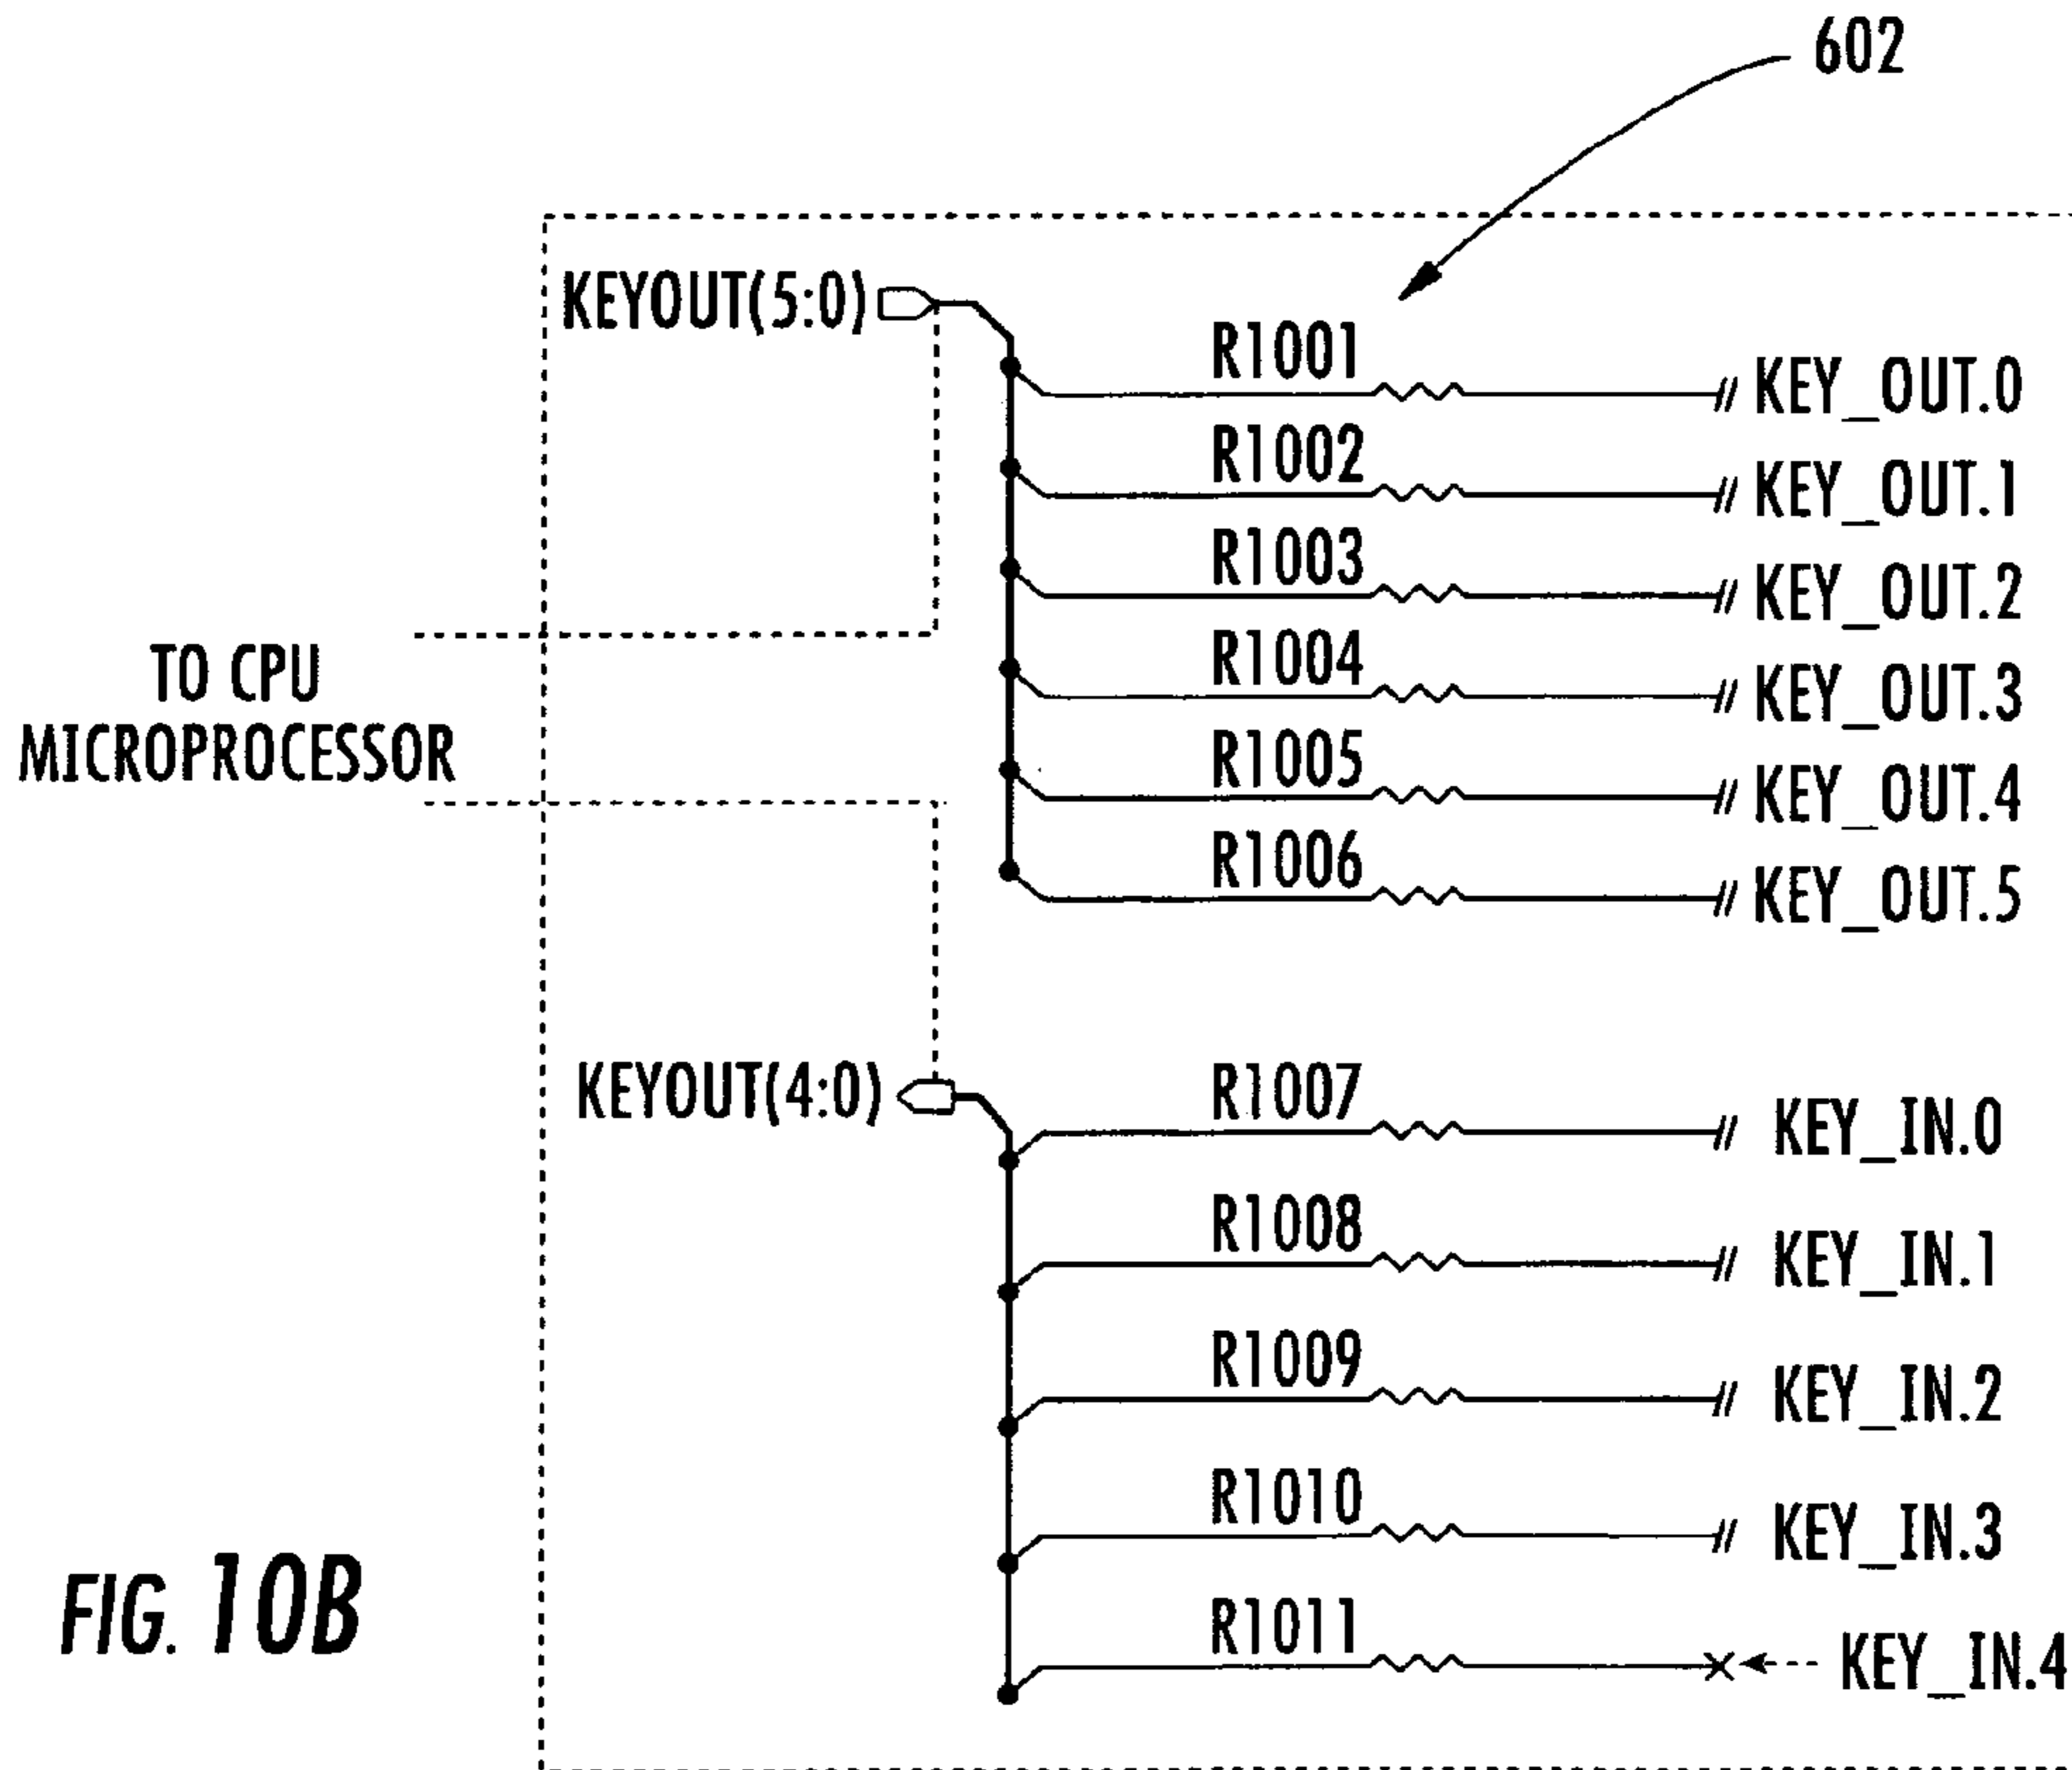 602
KEYOUT(5:0)
R1001
KEY_OUT.0
R1002
KEY_OUT.1
R1003
KEY_OUT.2
TO CPU
MICROPROCESSOR
R1004
KEY_OUT.3
R1005
KEY_OUT.4
R1006
KEY_OUT.5
KEYOUT(4:0)
R1007
KEY_IN.0
R1008
KEY_IN.1
R1009
KEY_IN.2
R1010
KEY_IN.3
R1011
KEY_IN.4
FIG. 10B